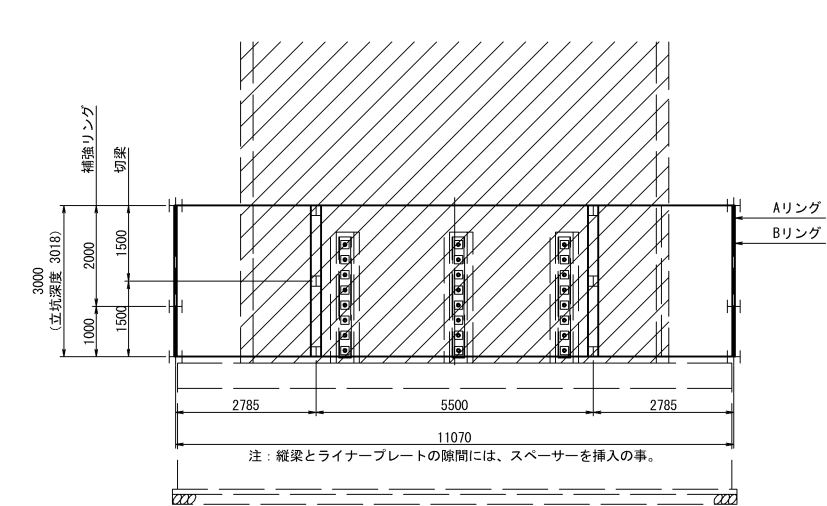 補強リング
切梁
Aリング
Bリング
3000
(立坑深度 3018)
2000
1000
1500
1500
2785
5500
2785
11070
注：縦梁とライナープレートの隙間には、スペーサーを挿入の事。